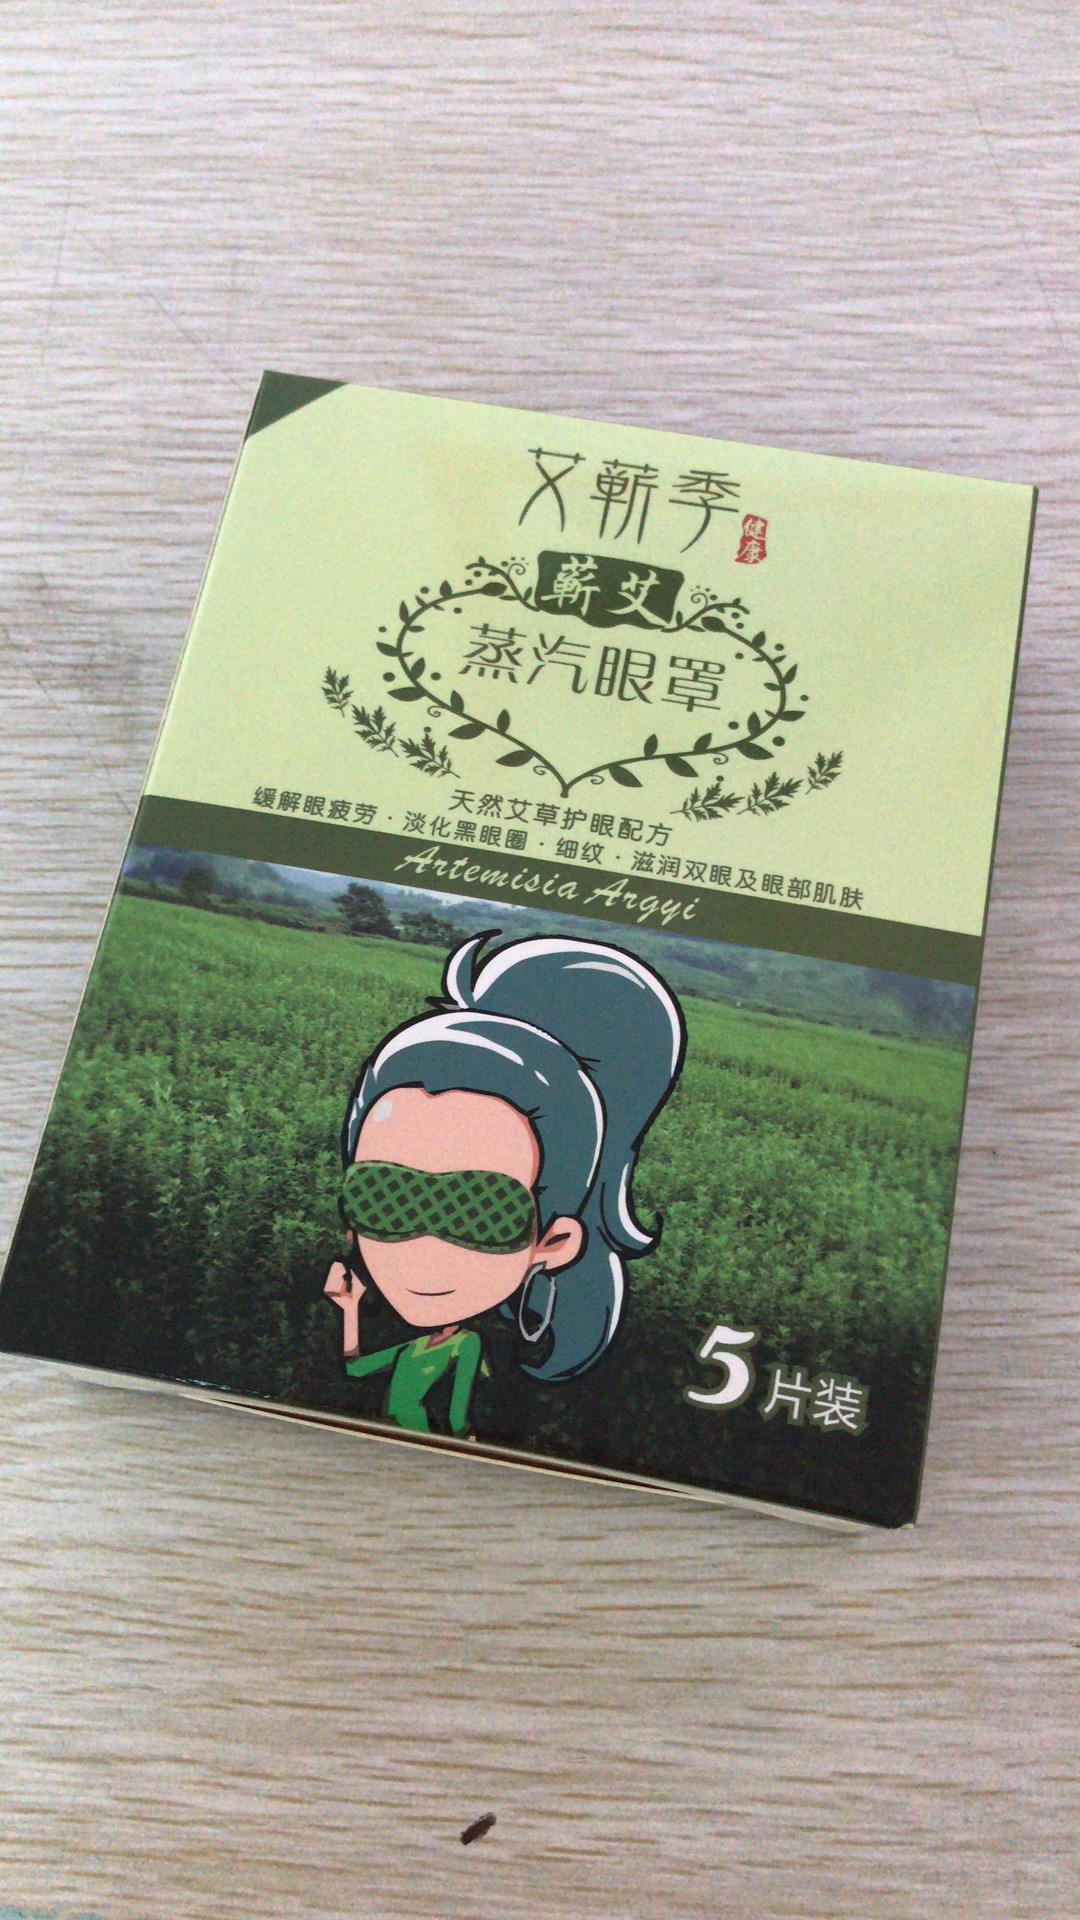 艾蕲季
健康
蕲艾
蒸汽眼罩
天然艾草护眼配方
缓解眼疲劳·淡化黑眼圈·细纹·滋润双眼及眼部肌肤
Artemisia Argyi
5片装